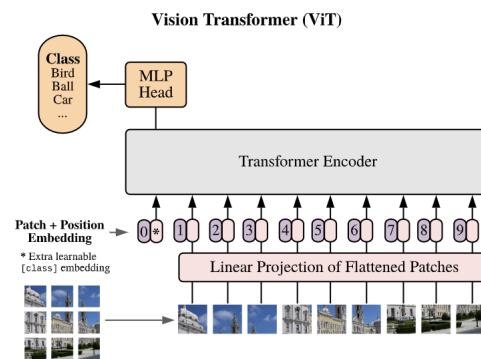 Vision Transformer (ViT)
Class
Bird
Ball
Car
...
MLP
Head
Transformer Encoder
Patch + Position
Embedding
0 * 1 2 3 4 5 6 7 8 9
* Extra learnable
[class] embedding
Linear Projection of Flattened Patches